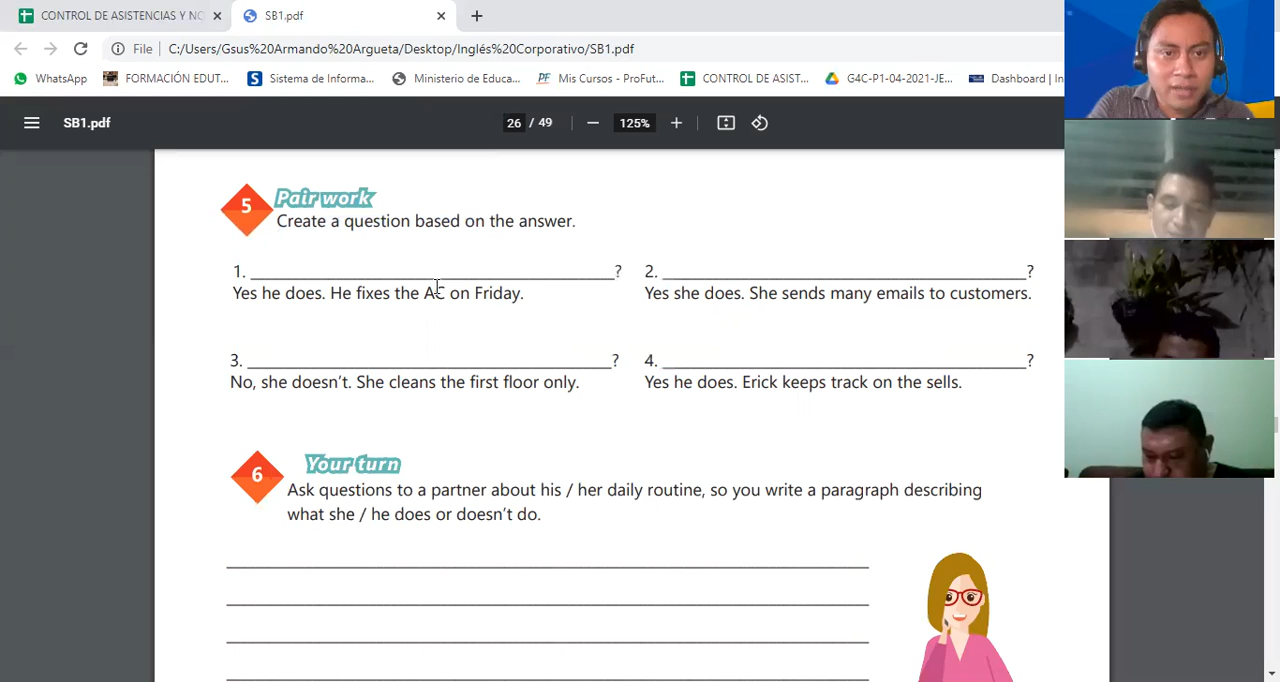 CONTROL DE ASISTENCIAS Y NO
SB1.pdf
File C:/Users/Gsus%20Armando%20Argueta/Desktop/Inglés%20Corporativo/SB1.pdf
WhatsApp FORMACIÓN EDUT... Sistema de Informa... Ministerio de Educa... PF Mis Cursos - ProFut... CONTROL DE ASIST... G4C-P1-04-2021-JE... Dashboard | In
SB1.pdf 26 / 49 125%
5 Pair work
Create a question based on the answer.
1. ______? 2. ______?
Yes he does. He fixes the AC on Friday. Yes she does. She sends many emails to customers.
3. ______? 4. ______?
No, she doesn't. She cleans the first floor only. Yes he does. Erick keeps track on the sells.
6 Your turn
Ask questions to a partner about his / her daily routine, so you write a paragraph describing
what she / he does or doesn't do.